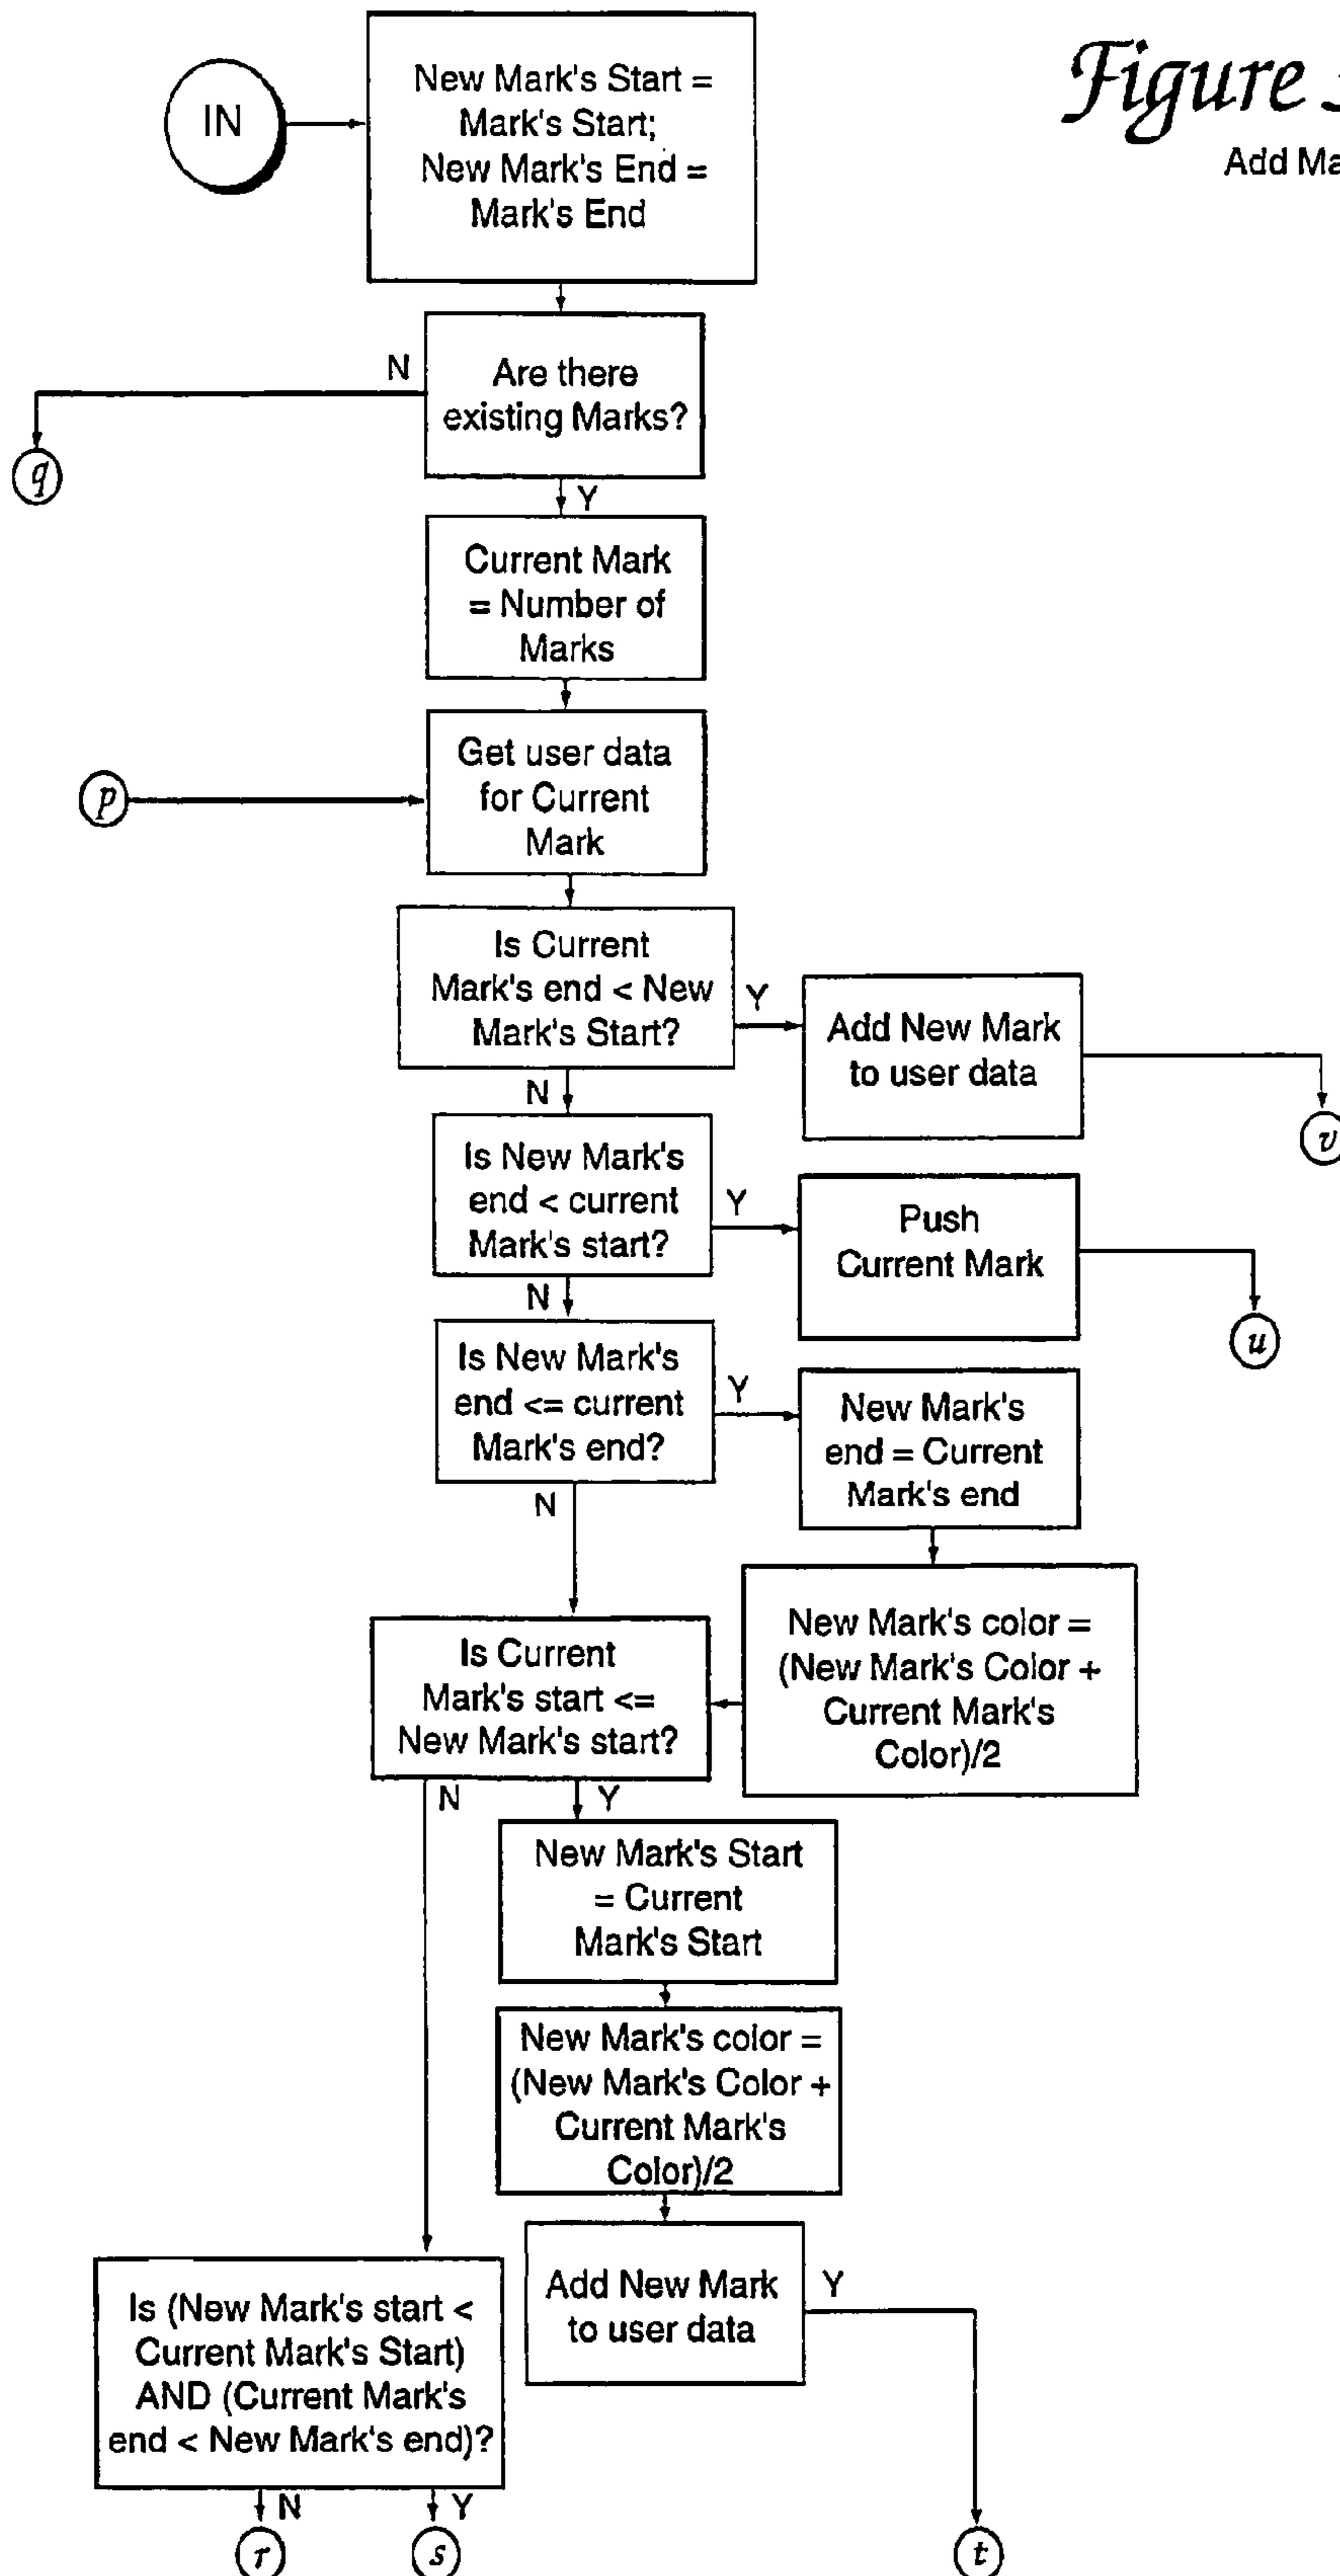 Figure
Add
IN
New Mark's Start =
Mark's Start;
New Mark's End =
Mark's End
N
Are there
existing Marks?
q
Y
Current Mark
= Number of
Marks
p
Get user data
for Current
Mark
Is Current
Mark's end < New
Mark's Start?
Y
Add New Mark
to user data
v
N
Is New Mark's
end < current
Mark's start?
Y
Push
Current Mark
u
N
Is New Mark's
end <= current
Mark's end?
Y
New Mark's
end = Current
Mark's end
N
New Mark's color =
(New Mark's Color +
Current Mark's
Color)/2
Is Current
Mark's start <=
New Mark's start?
N
Y
New Mark's Start
= Current
Mark's Start
New Mark's color =
(New Mark's Color +
Current Mark's
Color)/2
Add New Mark
to user data
Y
Is (New Mark's start <
Current Mark's Start)
AND (Current Mark's
end < New Mark's end)?
N
Y
r
s
t